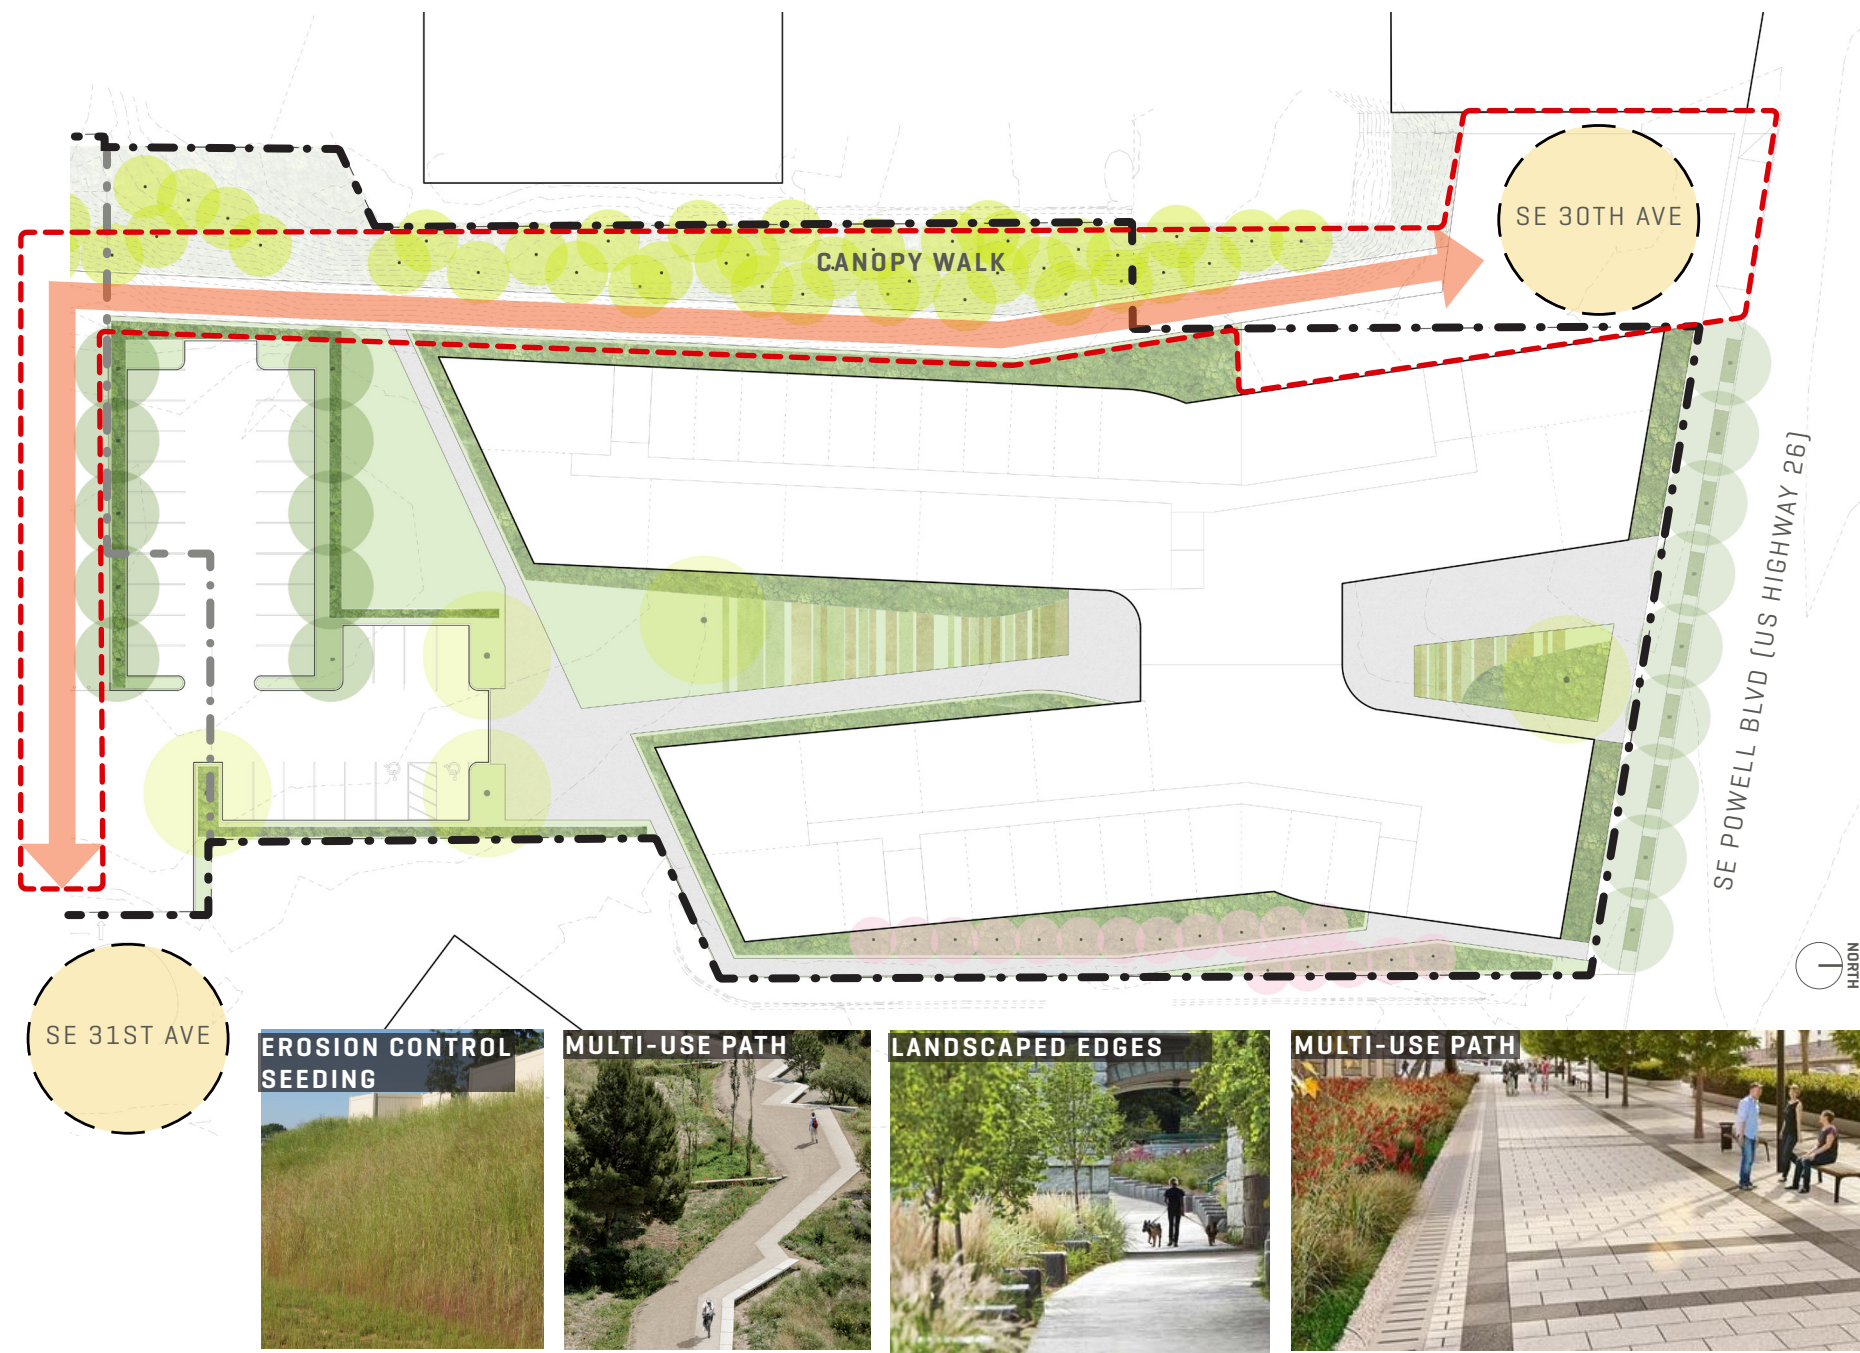 SE 30TH AVE
CANOPY WALK
SE POWELL BLVD (US HIGHWAY 26)
NORTH
SE 31ST AVE
EROSION CONTROL
SEEDING
MULTI-USE PATH
LANDSCAPED EDGES
MULTI-USE PATH